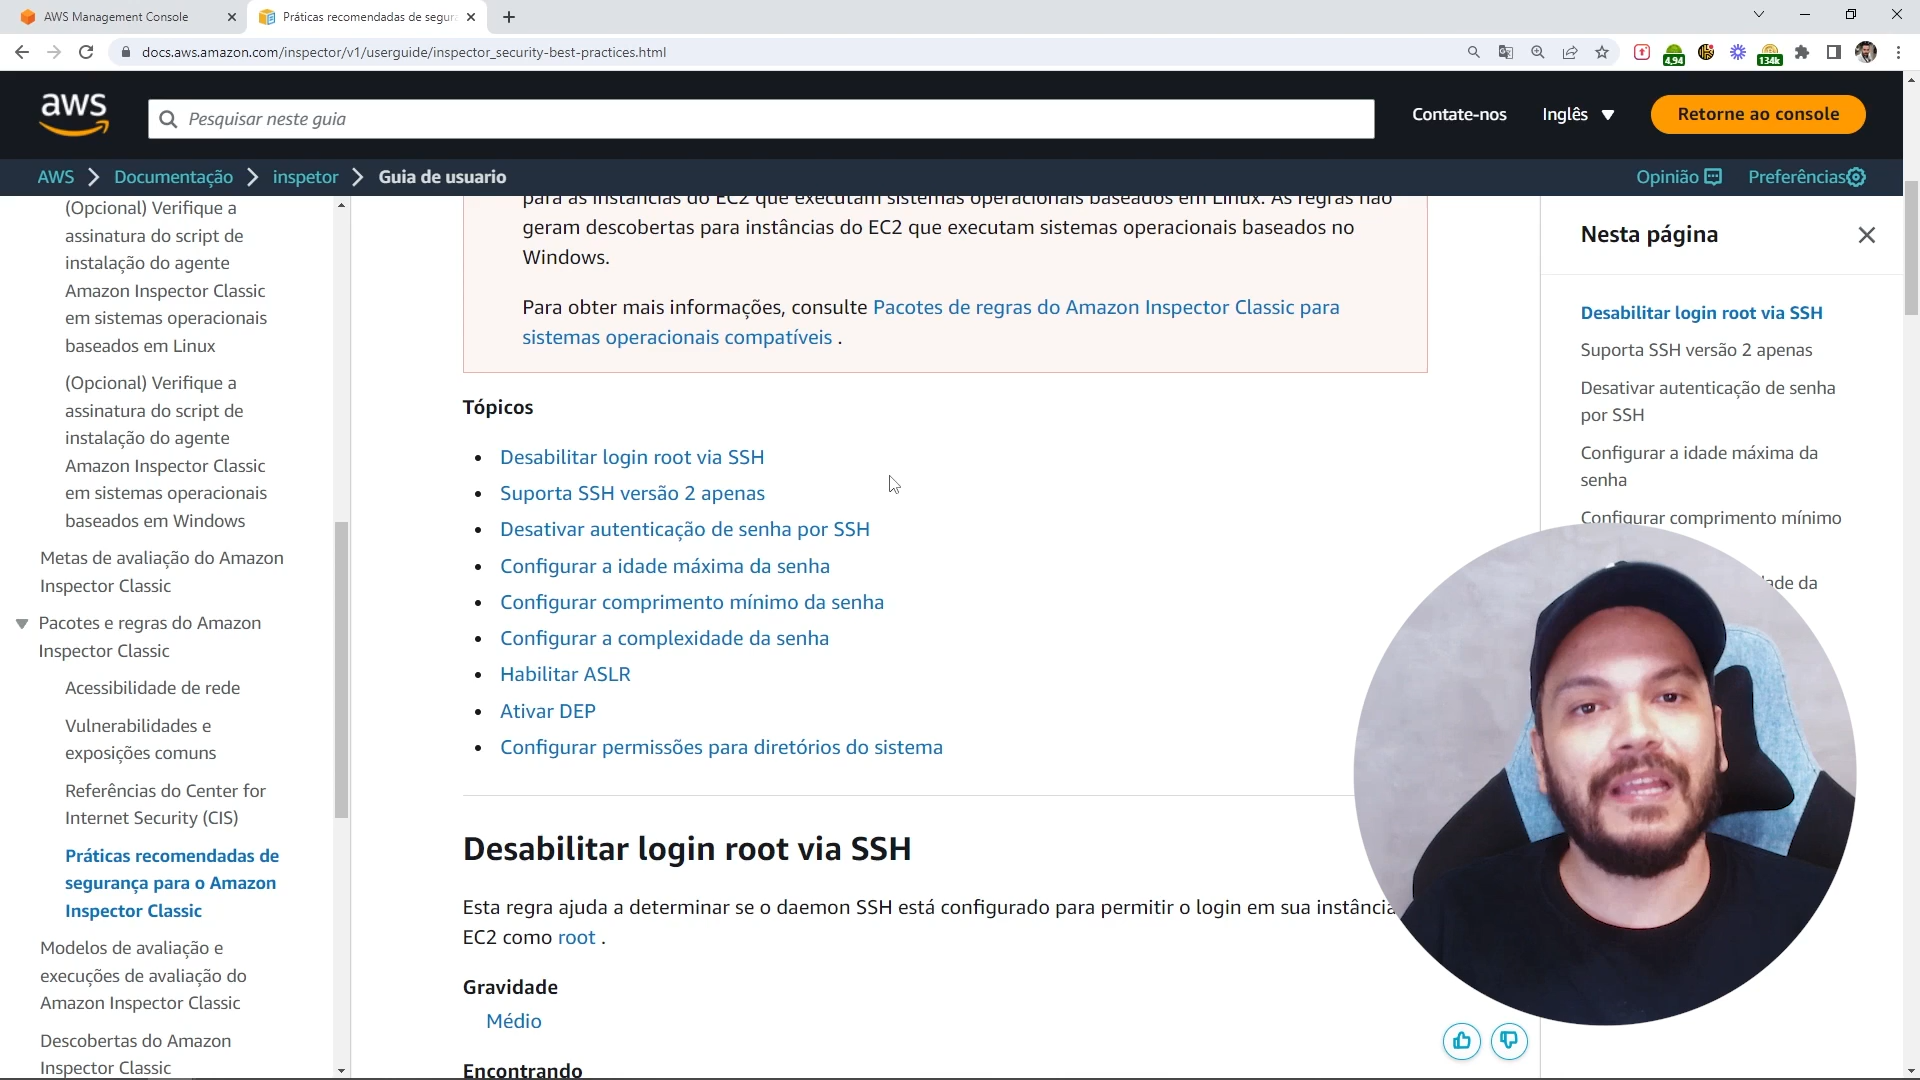 AWS Management Console
Práticas recomendadas de segura
docs.aws.amazon.com/inspector/v1/userguide/inspector_security-best-practices.html
4,94
134k
aws
Pesquisar neste guia
Contate-nos
Inglês
Retorne ao console
AWS
Documentação
inspetor
Guia de usuario
Opinião
Preferências
(Opcional) Verifique a
assinatura do script de
instalação do agente
Amazon Inspector Classic
em sistemas operacionais
baseados em Linux
(Opcional) Verifique a
assinatura do script de
instalação do agente
Amazon Inspector Classic
em sistemas operacionais
baseados em Windows
Metas de avaliação do Amazon
Inspector Classic
Pacotes e regras do Amazon
Inspector Classic
Acessibilidade de rede
Vulnerabilidades e
exposições comuns
Referências do Center for
Internet Security (CIS)
Práticas recomendadas de
segurança para o Amazon
Inspector Classic
Modelos de avaliação e
execuções de avaliação do
Amazon Inspector Classic
Descobertas do Amazon
Inspector Classic
para as instâncias do EC2 que executam sistemas operacionais baseados em Linux. As regras não
geram descobertas para instâncias do EC2 que executam sistemas operacionais baseados no
Windows.
Para obter mais informações, consulte Pacotes de regras do Amazon Inspector Classic para
sistemas operacionais compatíveis .
Tópicos
• Desabilitar login root via SSH
• Suporta SSH versão 2 apenas
• Desativar autenticação de senha por SSH
• Configurar a idade máxima da senha
• Configurar comprimento mínimo da senha
• Configurar a complexidade da senha
• Habilitar ASLR
• Ativar DEP
• Configurar permissões para diretórios do sistema
Desabilitar login root via SSH
Esta regra ajuda a determinar se o daemon SSH está configurado para permitir o login em sua instância
EC2 como root .
Gravidade
Médio
Encontrando
Nesta página
Desabilitar login root via SSH
Suporta SSH versão 2 apenas
Desativar autenticação de senha
por SSH
Configurar a idade máxima da
senha
Configurar comprimento mínimo
da